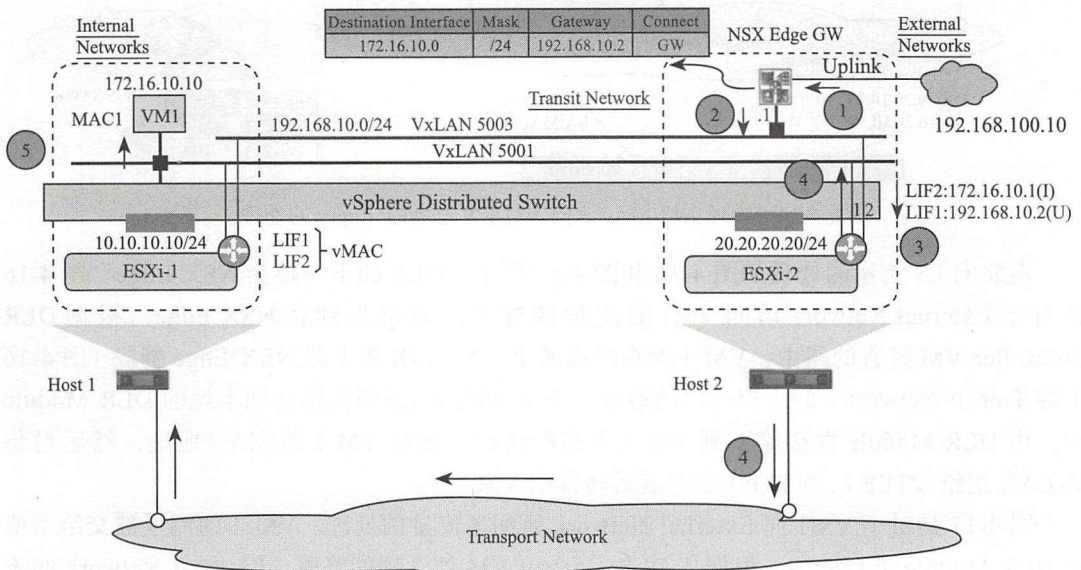 Internal
Networks
Destination Interface Mask Gateway Connect
172.16.10.0 /24 192.168.10.2 GW
NSX Edge GW
External
Networks
172.16.10.10
Uplink
MAC1
VM1
Transit Network
.1
1
2
192.168.100.10
192.168.10.0/24 VxLAN 5003
5
VxLAN 5001
4
vSphere Distributed Switch
1 2
LIF2:172.16.10.1(I)
LIF1:192.168.10.2(U)
3
10.10.10.10/24
LIF1
LIF2
vMAC
20.20.20.20/24
ESXi-1
ESXi-2
Host 1
Host 2
4
Transport Network